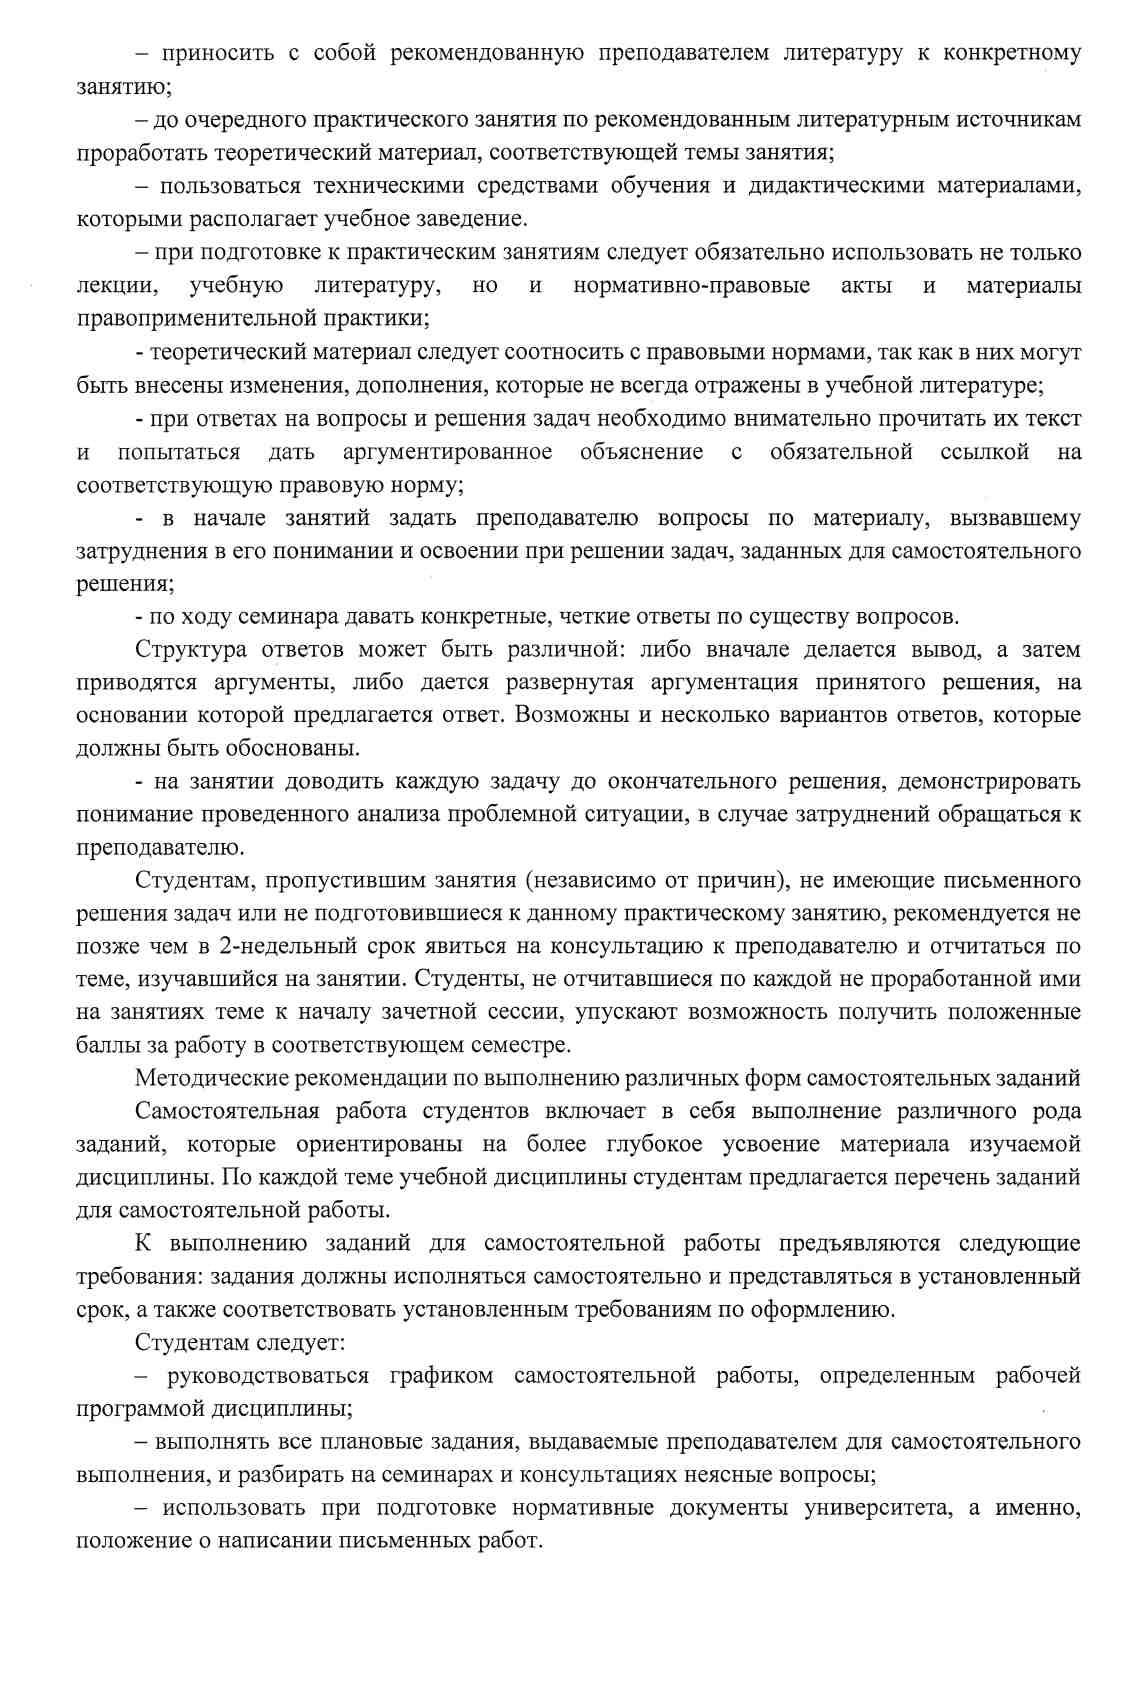 – приносить с собой рекомендованную преподавателем литературу к конкретному
занятию;
– до очередного практического занятия по рекомендованным литературным источникам
проработать теоретический материал, соответствующей темы занятия;
– пользоваться техническими средствами обучения и дидактическими материалами,
которыми располагает учебное заведение.
– при подготовке к практическим занятиям следует обязательно использовать не только
лекции, учебную литературу, но и нормативно-правовые акты и материалы
правоприменительной практики;
- теоретический материал следует соотносить с правовыми нормами, так как в них могут
быть внесены изменения, дополнения, которые не всегда отражены в учебной литературе;
- при ответах на вопросы и решения задач необходимо внимательно прочитать их текст
и попытаться дать аргументированное объяснение с обязательной ссылкой на
соответствующую правовую норму;
- в начале занятий задать преподавателю вопросы по материалу, вызвавшему
затруднения в его понимании и освоении при решении задач, заданных для самостоятельного
решения;
- по ходу семинара давать конкретные, четкие ответы по существу вопросов.
Структура ответов может быть различной: либо вначале делается вывод, а затем
приводятся аргументы, либо дается развернутая аргументация принятого решения, на
основании которой предлагается ответ. Возможны и несколько вариантов ответов, которые
должны быть обоснованы.
- на занятии доводить каждую задачу до окончательного решения, демонстрировать
понимание проведенного анализа проблемной ситуации, в случае затруднений обращаться к
преподавателю.
Студентам, пропустившим занятия (независимо от причин), не имеющие письменного
решения задач или не подготовившиеся к данному практическому занятию, рекомендуется не
позже чем в 2-недельный срок явиться на консультацию к преподавателю и отчитаться по
теме, изучавшийся на занятии. Студенты, не отчитавшиеся по каждой не проработанной ими
на занятиях теме к началу зачетной сессии, упускают возможность получить положенные
баллы за работу в соответствующем семестре.
Методические рекомендации по выполнению различных форм самостоятельных заданий
Самостоятельная работа студентов включает в себя выполнение различного рода
заданий, которые ориентированы на более глубокое усвоение материала изучаемой
дисциплины. По каждой теме учебной дисциплины студентам предлагается перечень заданий
для самостоятельной работы.
К выполнению заданий для самостоятельной работы предъявляются следующие
требования: задания должны исполняться самостоятельно и представляться в установленный
срок, а также соответствовать установленным требованиям по оформлению.
Студентам следует:
– руководствоваться графиком самостоятельной работы, определенным рабочей
программой дисциплины;
– выполнять все плановые задания, выдаваемые преподавателем для самостоятельного
выполнения, и разбирать на семинарах и консультациях неясные вопросы;
– использовать при подготовке нормативные документы университета, а именно,
положение о написании письменных работ.